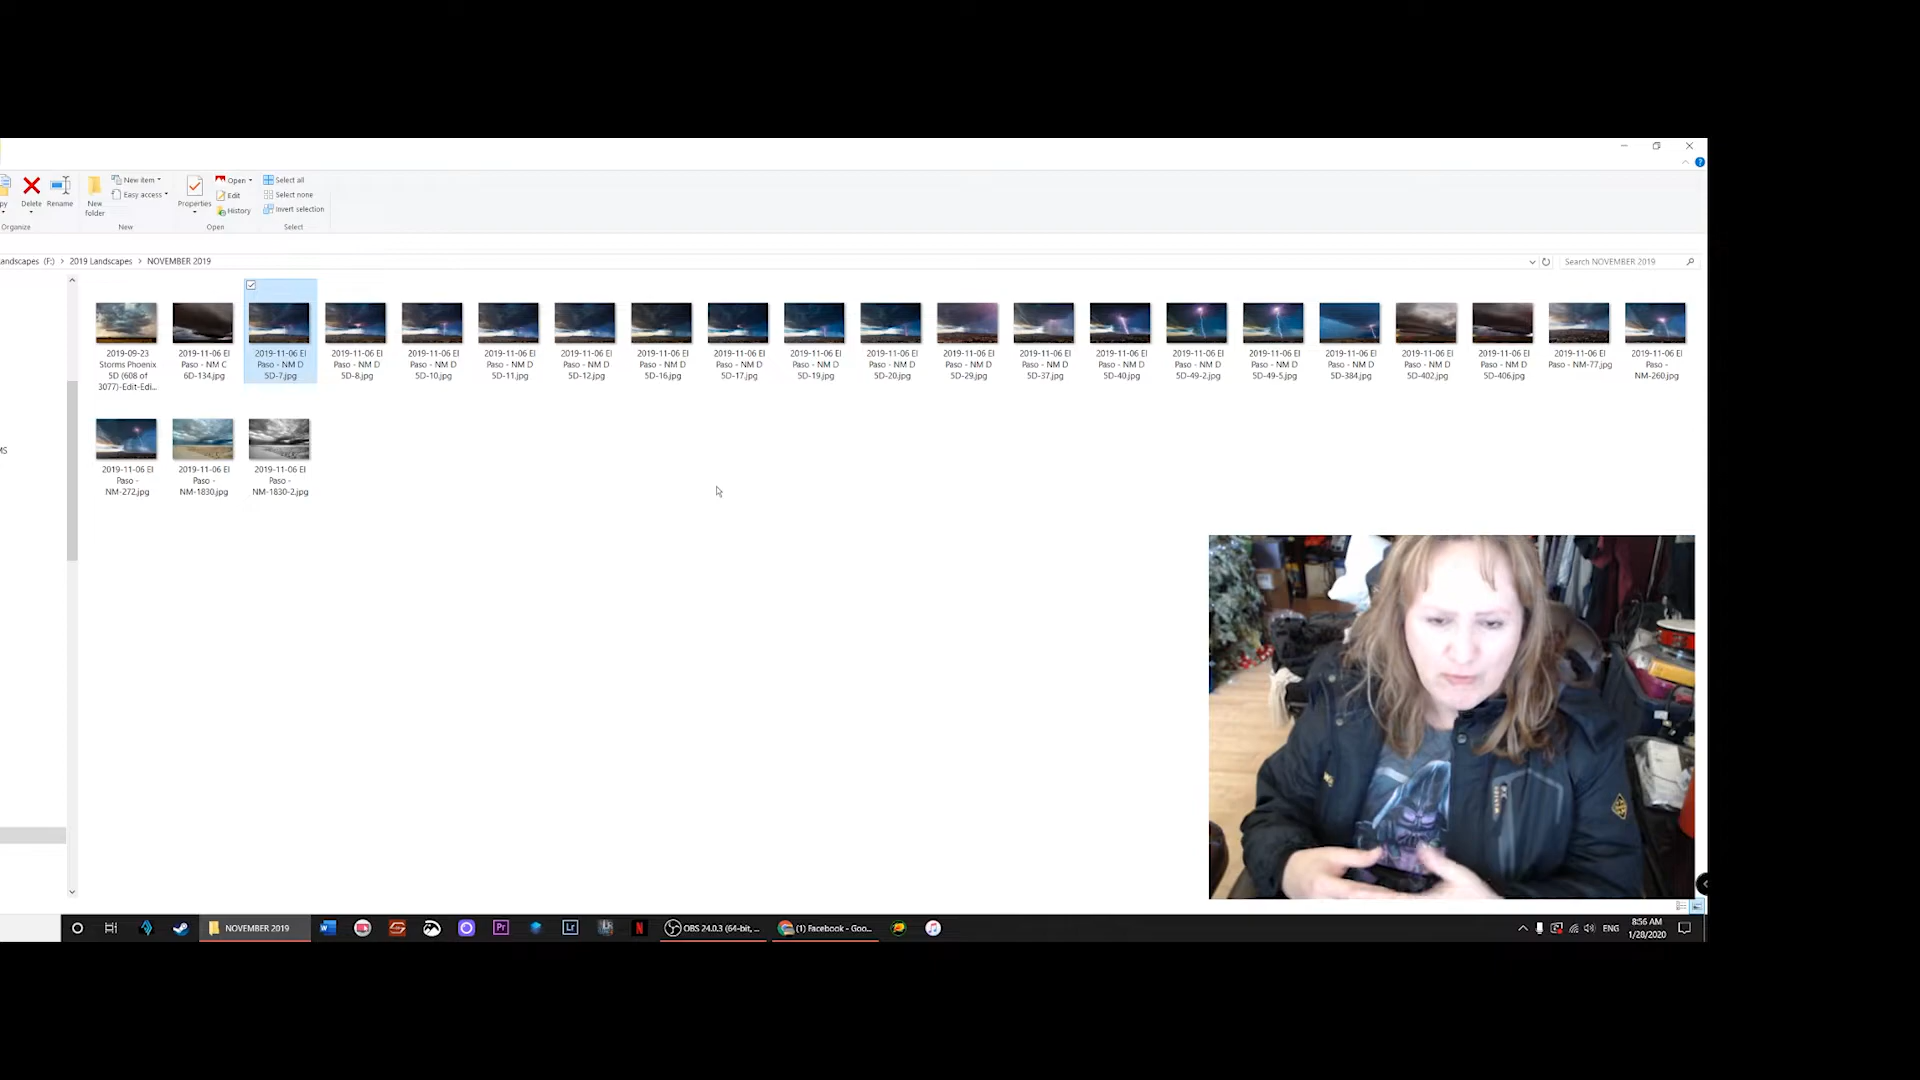 Select all
New item
Open
py
Delete
Rename
New
folder
Easy access
Properties
Edit
Select none
History
Invert selection
Organize
New
Open
Select
andscapes (F:) > 2019 Landscapes > NOVEMBER 2019
Search NOVEMBER 2019
2019-09-23
Storms Phoenix
5D (608 of
3077)-Edit-Edi...
2019-11-06 El
Paso - NM C
6D-134.jpg
2019-11-06 El
Paso - NM D
5D-7.jpg
2019-11-06 El
Paso - NM D
5D-8.jpg
2019-11-06 El
Paso - NM D
5D-10.jpg
2019-11-06 El
Paso - NM D
5D-11.jpg
2019-11-06 El
Paso - NM D
5D-12.jpg
2019-11-06 El
Paso - NM D
5D-16.jpg
2019-11-06 El
Paso - NM D
5D-17.jpg
2019-11-06 El
Paso - NM D
5D-19.jpg
2019-11-06 El
Paso - NM D
5D-20.jpg
2019-11-06 El
Paso - NM D
5D-29.jpg
2019-11-06 El
Paso - NM D
5D-37.jpg
2019-11-06 El
Paso - NM D
5D-40.jpg
2019-11-06 El
Paso - NM D
5D-49-2.jpg
2019-11-06 El
Paso - NM D
5D-49-5.jpg
2019-11-06 El
Paso - NM D
5D-384.jpg
2019-11-06 El
Paso - NM D
5D-402.jpg
2019-11-06 El
Paso - NM D
5D-406.jpg
2019-11-06 El
Paso - NM-77.jpg
2019-11-06 El
Paso -
NM-260.jpg
MS
2019-11-06 El
Paso -
NM-272.jpg
2019-11-06 El
Paso -
NM-1830.jpg
2019-11-06 El
Paso -
NM-1830-2.jpg
NOVEMBER 2019
Pr
Lr
N
OBS 24.0.3 (64-bit, ...
(1) Facebook - Goo...
ENG
8:56 AM
1/28/2020